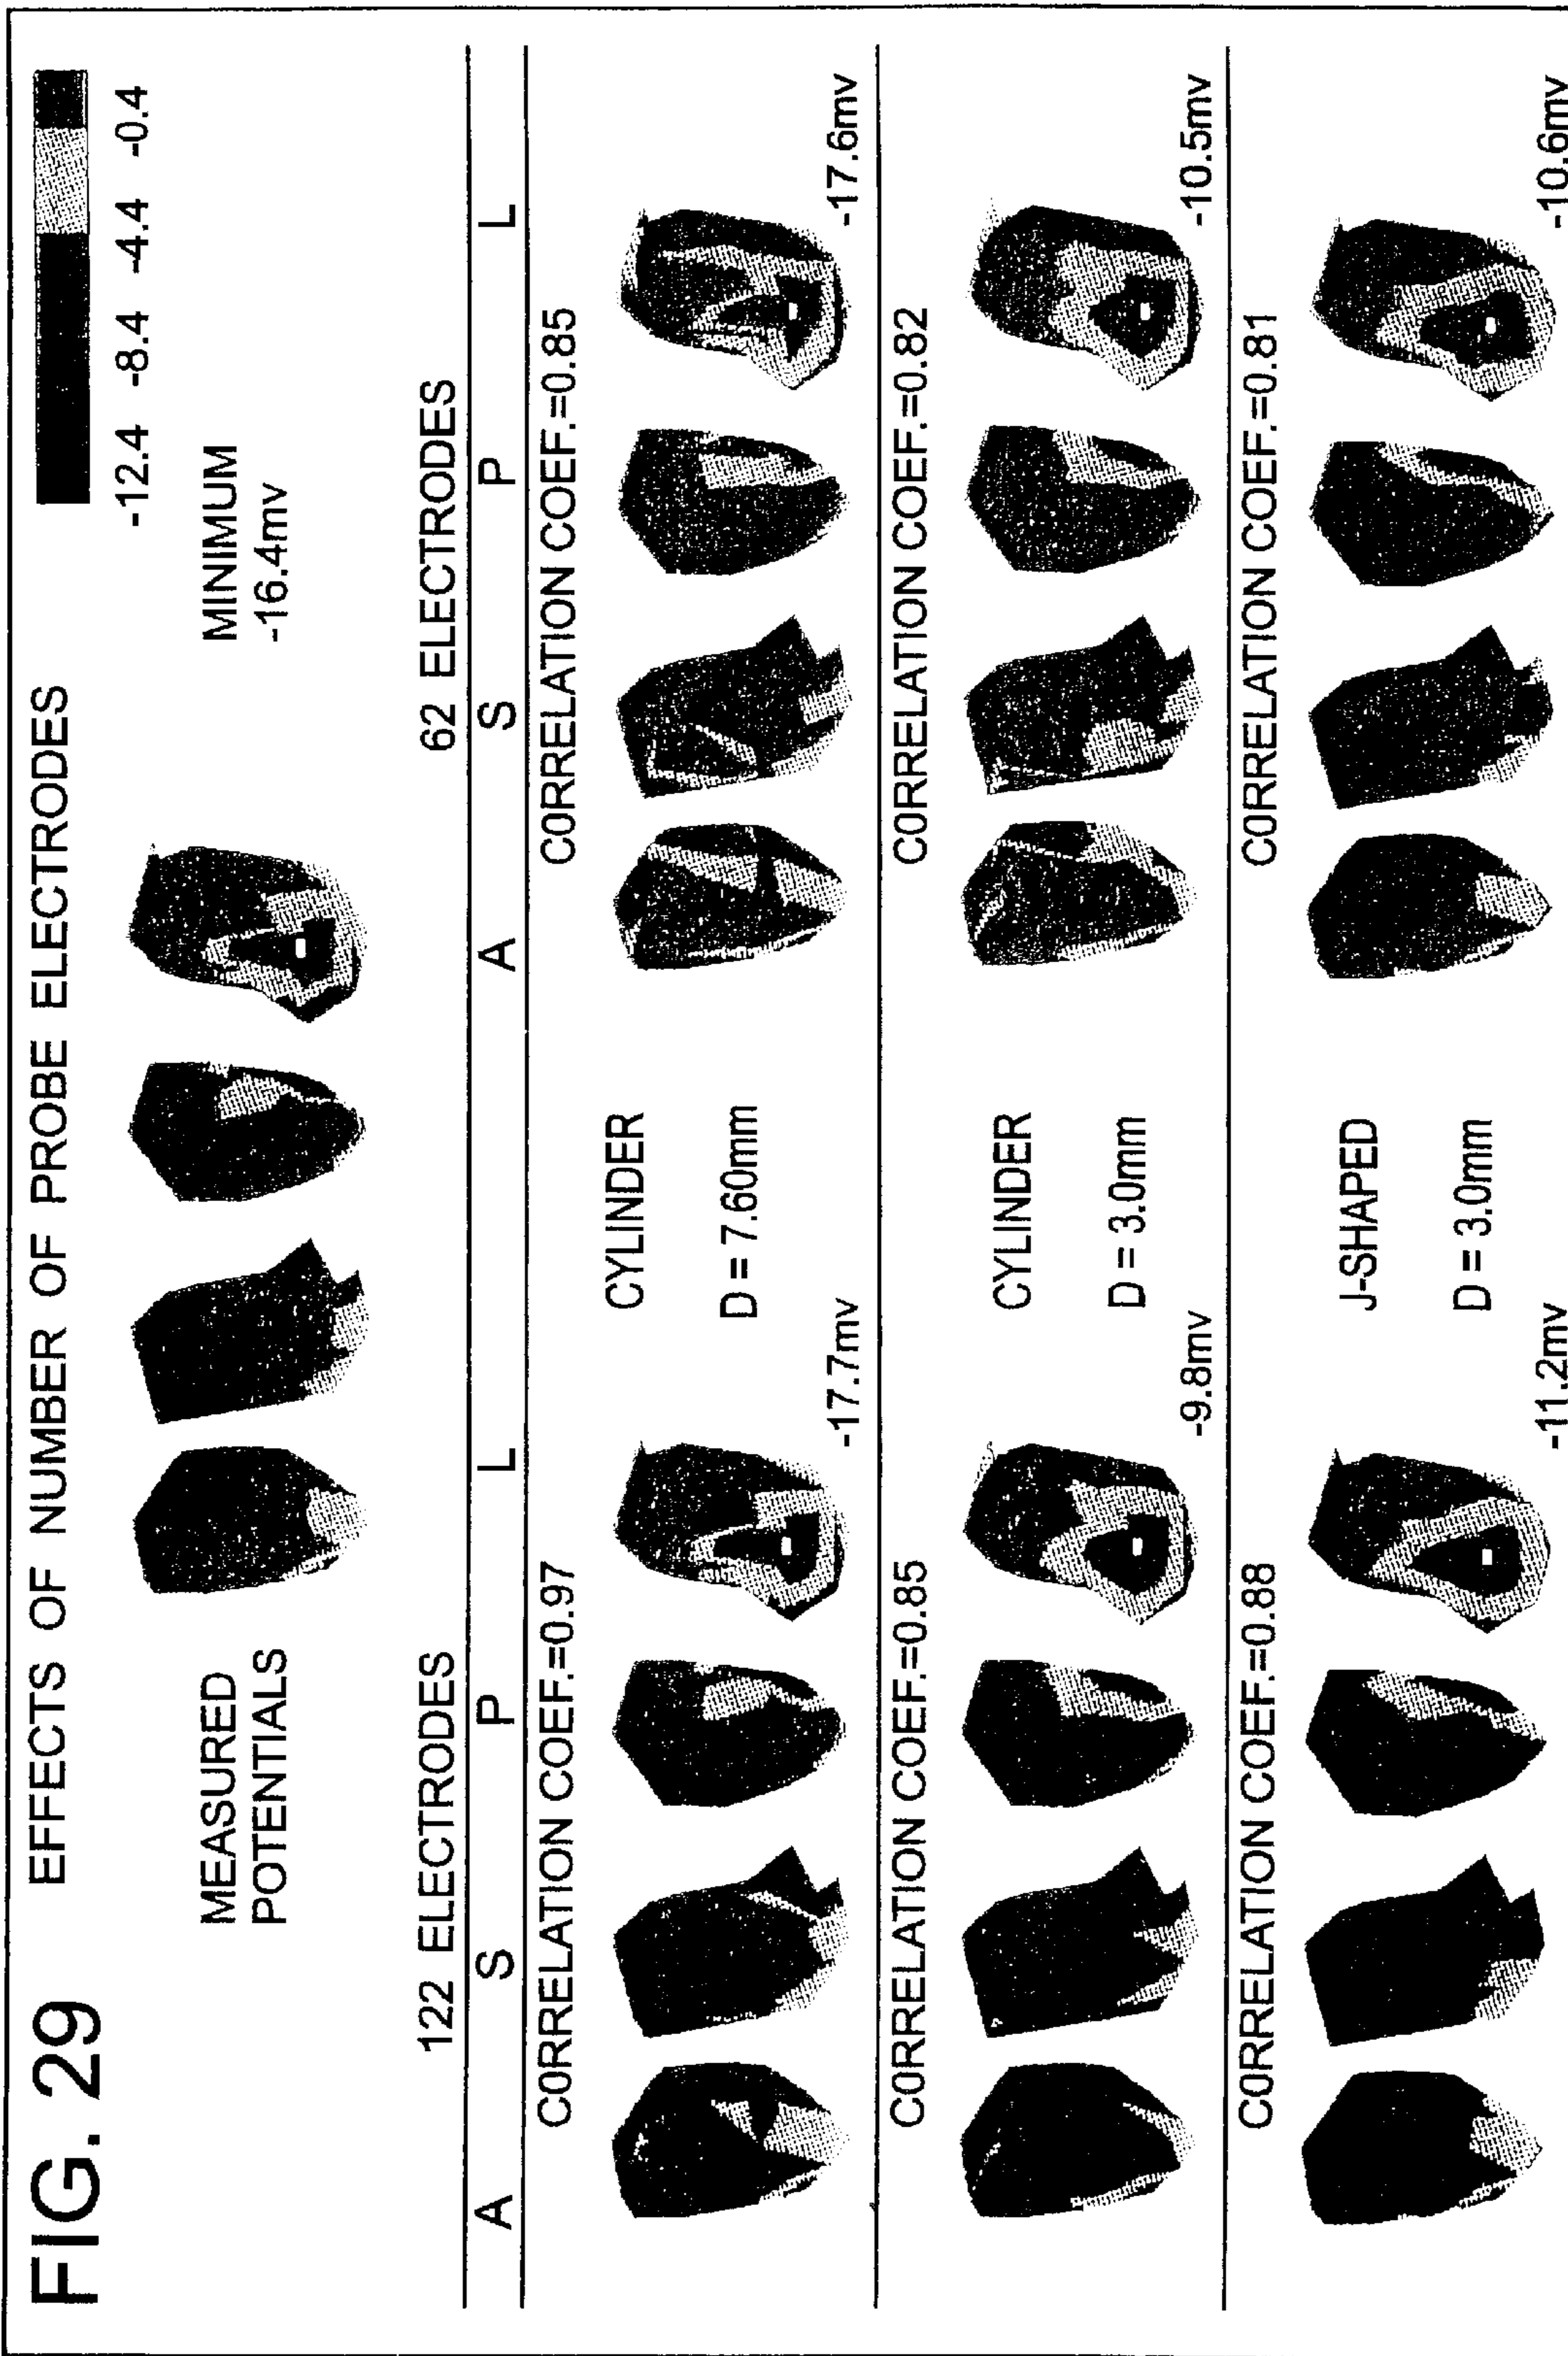 FIG. 29
EFFECTS OF NUMBER OF PROBE ELECTRODES
-12.4 -8.4 -4.4 -0.4
MEASURED
POTENTIALS
MINIMUM
-16.4mv
122 ELECTRODES
62 ELECTRODES
A S P L
A S P L
CORRELATION COEF.=0.97
CORRELATION COEF.=0.85
CYLINDER
D = 7.60mm
-17.7mv
-17.6mv
CORRELATION COEF.=0.85
CORRELATION COEF.=0.82
CYLINDER
D = 3.0mm
-9.8mv
-10.5mv
CORRELATION COEF.=0.88
CORRELATION COEF.=0.81
J-SHAPED
D = 3.0mm
-11.2mv
-10.6mv